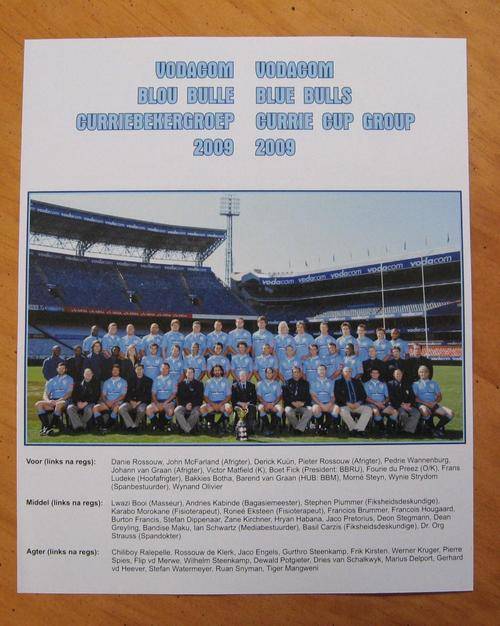 VODACOM VODACOM
BLOU BULLE BLUE BULLS
CURRIEBEKERGROEP CURRIE CUP GROUP
2009 2009
vodacom vodacom
vodacom vodacom vodacom vodacom
Voor (links na regs): Danie Rossouw, John McFarland (Afrigter), Derick Kuün, Pieter Rossouw (Afrigter), Pedrie Wannenburg,
Johann van Graan (Afrigter), Victor Matfield (K), Boet Fick (President: BBRU), Fourie du Preez (O/K), Frans
Ludeke (Hoofafrigter), Bakkies Botha, Barend van Graan (HUB: BBM), Morné Steyn, Wynie Strydom
(Spanbestuurder), Wynand Olivier
Middel (links na regs): Lwazi Booi (Masseur), Andries Kabinde (Bagasiemeester), Stephen Plummer (Fiksheidsdeskundige),
Karabo Morokane (Fisioterapeut), Roneé Eksteen (Fisioterapeut), Francios Brummer, Francois Hougaard,
Burton Francis, Stefan Dippenaar, Zane Kirchner, Hryan Habana, Jaco Pretorius, Deon Stegmann, Dean
Greyling, Bandise Maku, Ian Schwartz (Mediabestuurder), Basil Carzis (Fiksheidsdeskundige), Dr. Org
Strauss (Spandokter)
Agter (links na regs): Chiliboy Ralepelle, Rossouw de Klerk, Jaco Engels, Gurthro Steenkamp, Frik Kirsten, Werner Kruger, Pierre
Spies, Flip vd Merwe, Wilhelm Steenkamp, Dewald Potgieter, Dries van Schalkwyk, Marius Delport, Gerhard
vd Heever, Stefan Watermeyer, Ruan Snyman, Tiger Mangweni